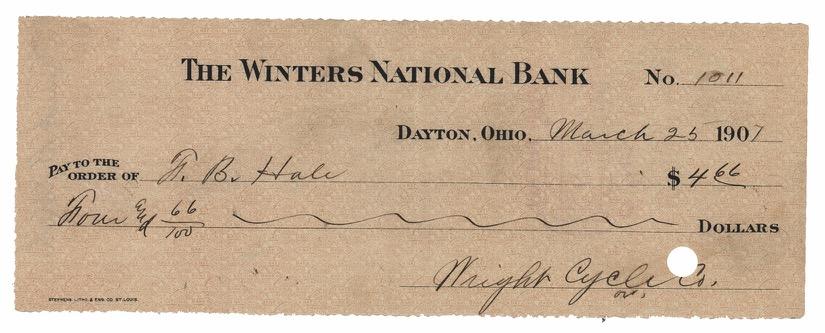 THE WINTERS NATIONAL BANK No. 1011
DAYTON, OHIO, March 25 1907
PAY TO THE ORDER OF F. B. Hale $ 4 66
Four & 66/100 DOLLARS
Wright Cycle Co.
STEPHENS LITHO. & ENG. CO. ST. LOUIS.